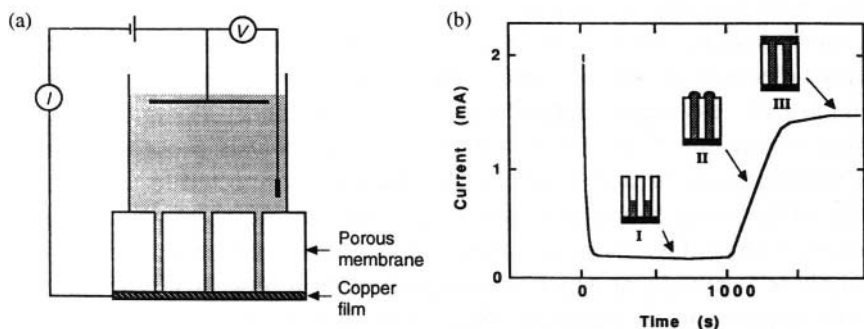 (a)
V
I
Porous
membrane
Copper
film
(b)
Current (mA)
2
1
0
I
II
III
0
1000
Time (s)